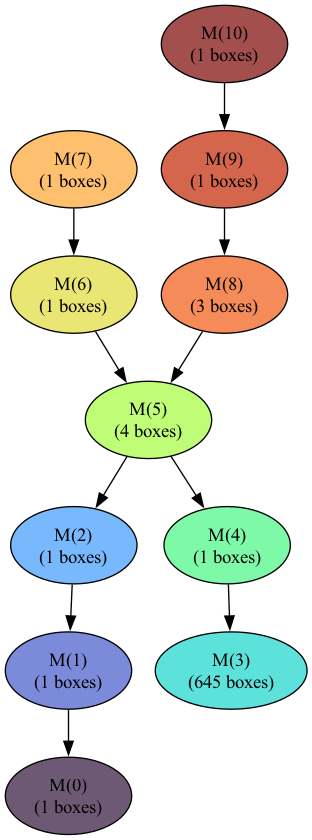 M(10)
(1 boxes)
M(7)
(1 boxes)
M(9)
(1 boxes)
M(6)
(1 boxes)
M(8)
(3 boxes)
M(5)
(4 boxes)
M(2)
(1 boxes)
M(4)
(1 boxes)
M(1)
(1 boxes)
M(3)
(645 boxes)
M(0)
(1 boxes)